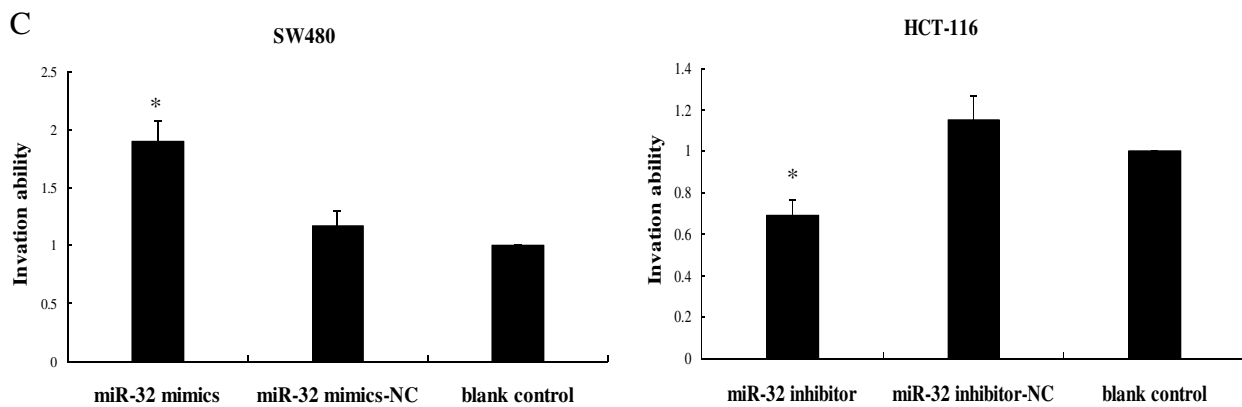 C
SW480
2.5
2
1.5
1
0.5
0
Invation ability
*
miR-32 mimics
miR-32 mimics-NC
blank control
HCT-116
1.4
1.2
1
0.8
0.6
0.4
0.2
0
Invation ability
*
miR-32 inhibitor
miR-32 inhibitor-NC
blank control